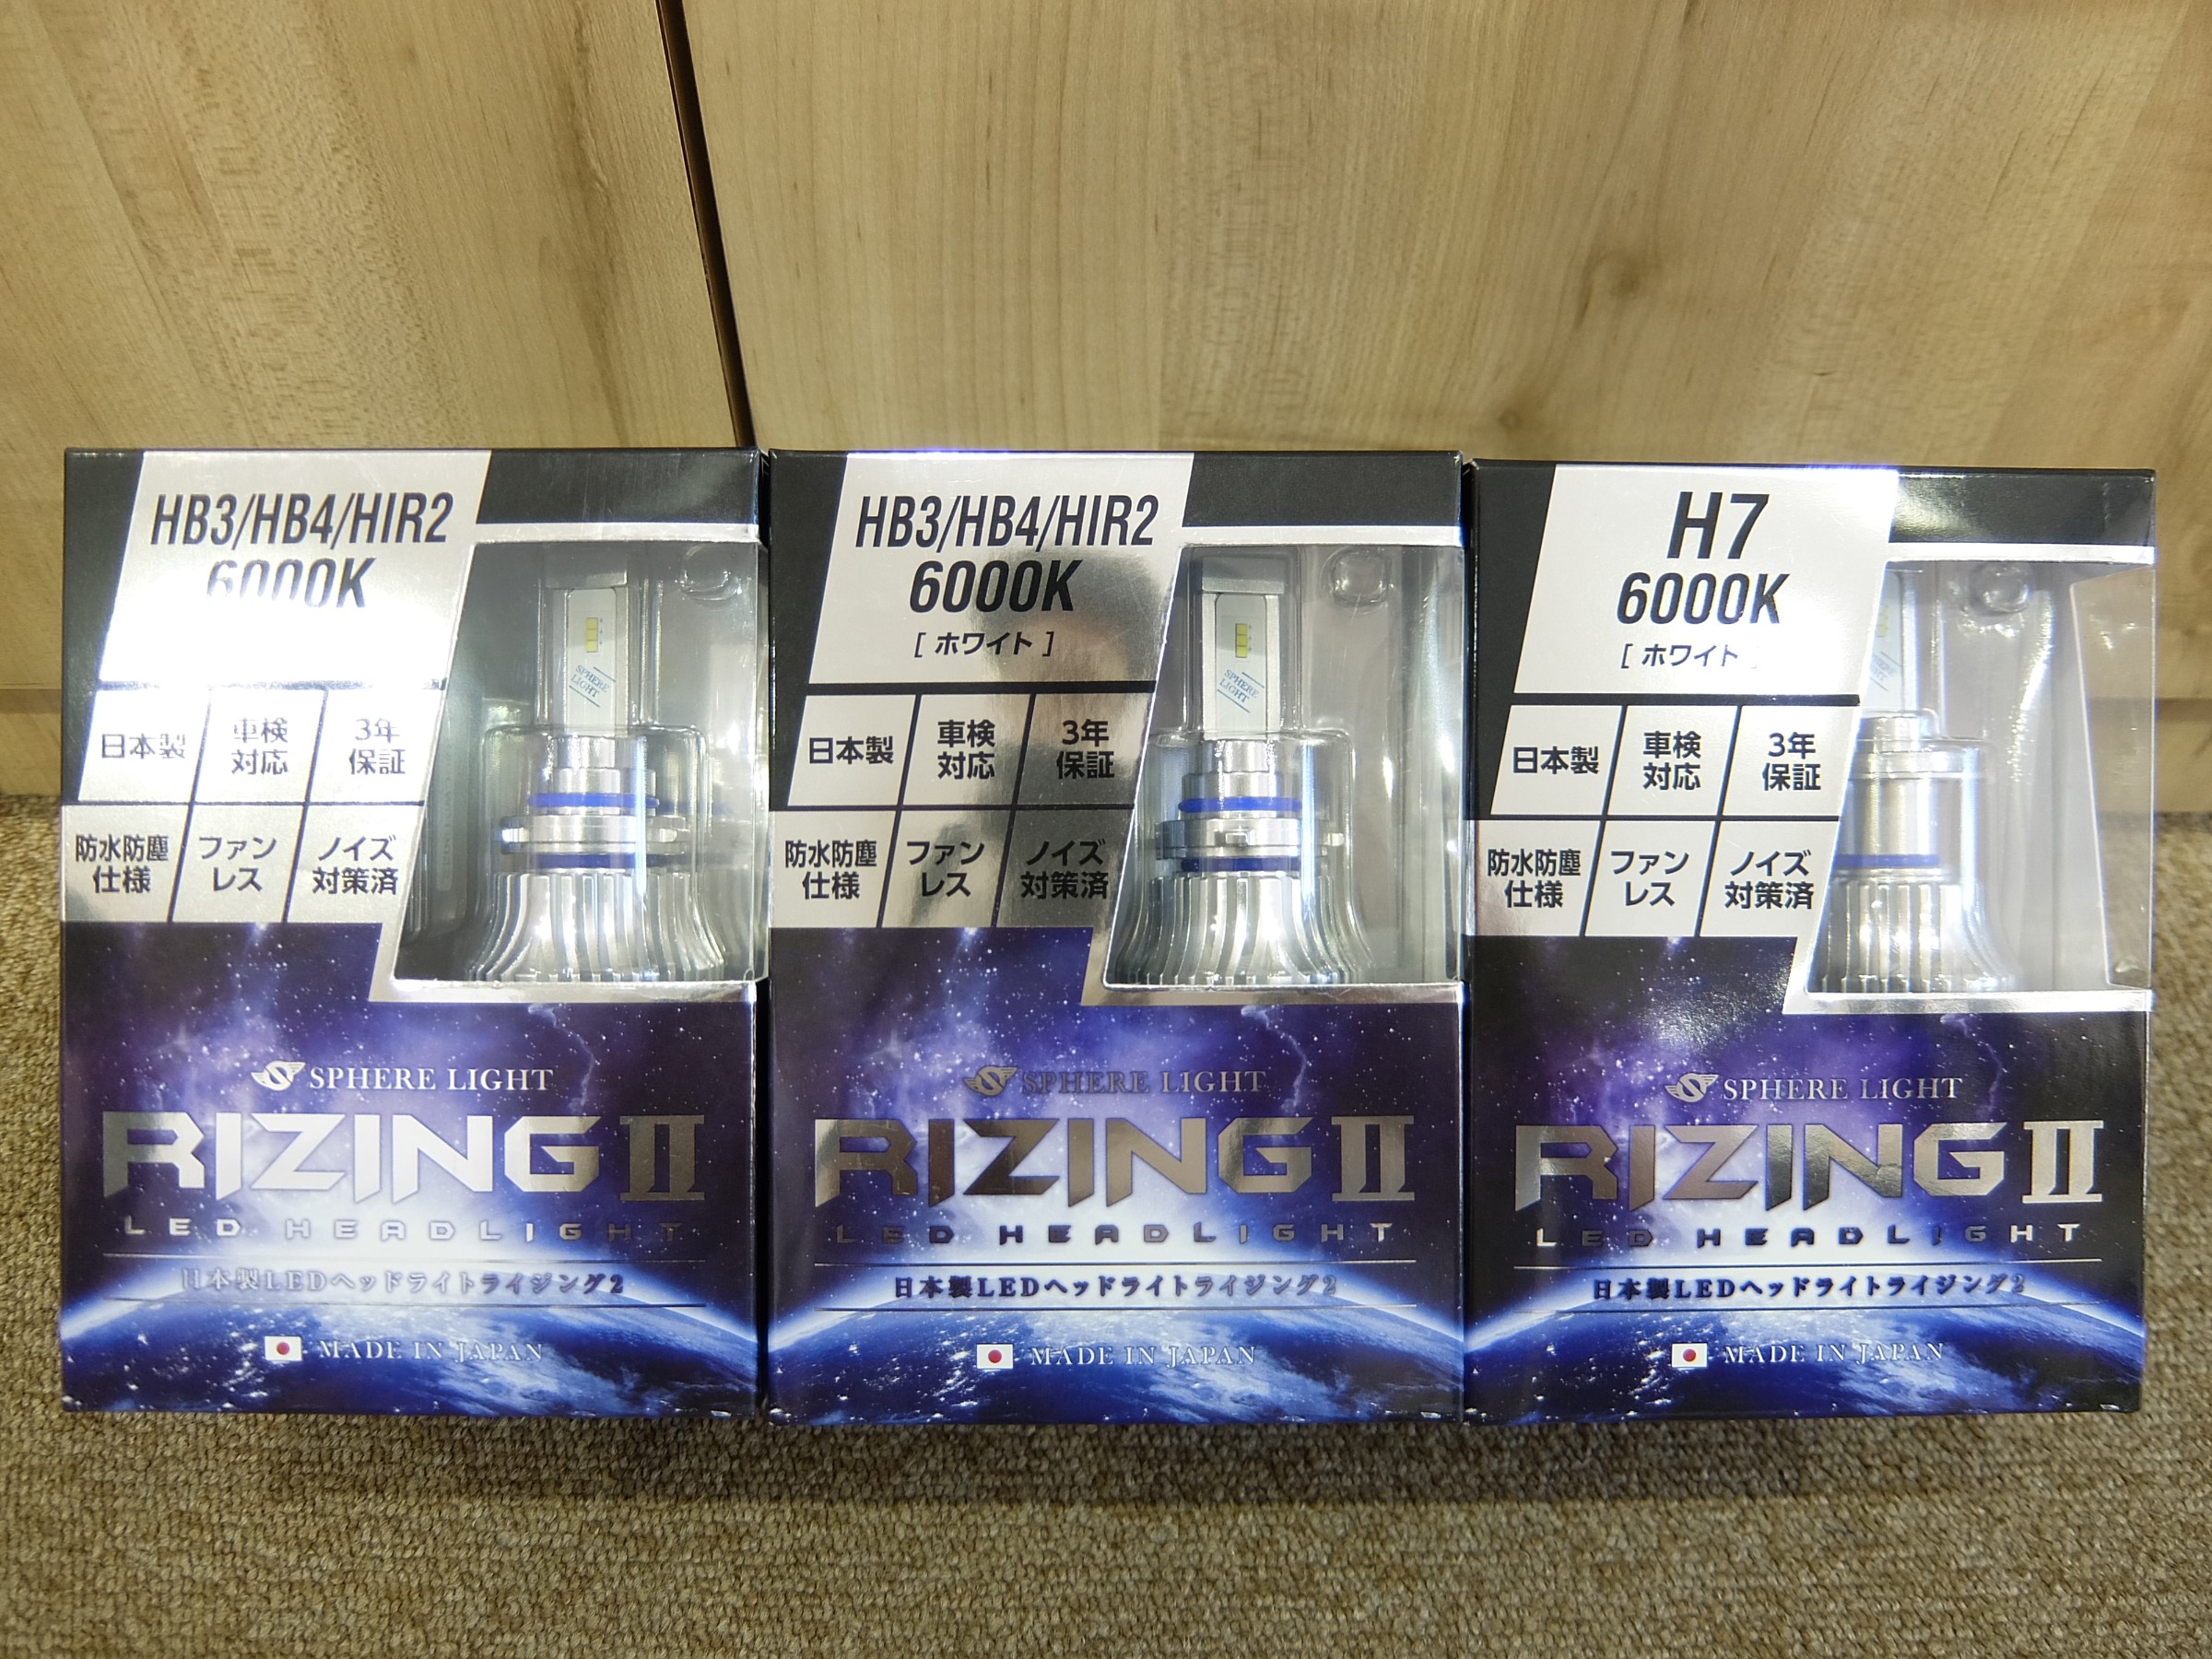 HB3/HB4/HIR2
6000K
日本製
車検
対応
3年
保証
防水防塵
仕様
ファン
レス
ノイズ
対策済
SPHERE
LIGHT
SPHERE LIGHT
RIZING II
LED HEADLIGHT
日本製LEDヘッドライトライジング2
MADE IN JAPAN
HB3/HB4/HIR2
6000K
[ ホワイト ]
日本製
車検
対応
3年
保証
防水防塵
仕様
ファン
レス
ノイズ
対策済
SPHERE
LIGHT
SPHERE LIGHT
RIZING II
LED HEADLIGHT
日本製LEDヘッドライトライジング2
MADE IN JAPAN
H7
6000K
[ ホワイト ]
日本製
車検
対応
3年
保証
防水防塵
仕様
ファン
レス
ノイズ
対策済
SPHERE LIGHT
RIZING II
LED HEADLIGHT
日本製LEDヘッドライトライジング2
MADE IN JAPAN